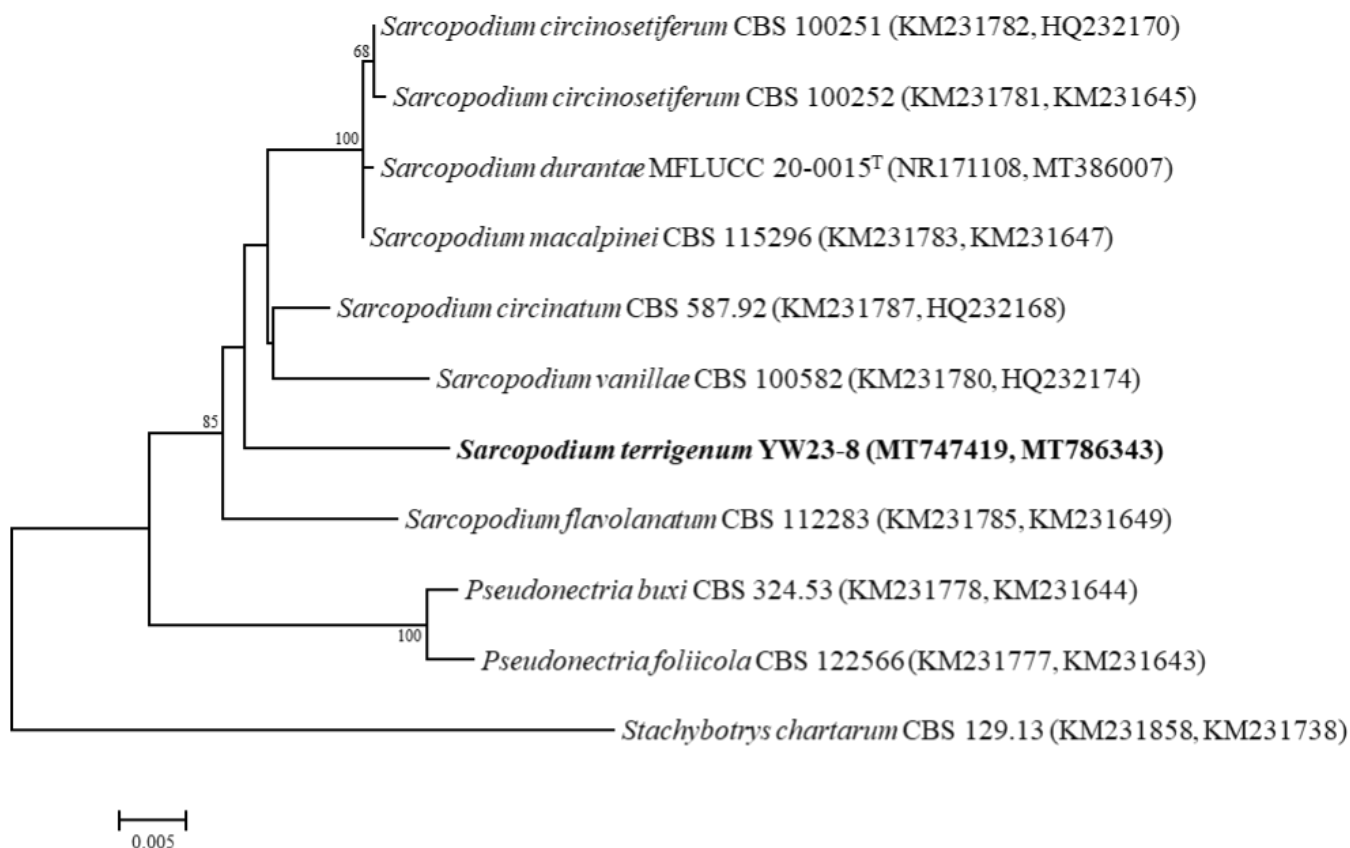 Sarcopodium circinosetiferum CBS 100251 (KM231782, HQ232170)
68
Sarcopodium circinosetiferum CBS 100252 (KM231781, KM231645)
100
Sarcopodium durantae MFLUCC 20-0015ᵀ (NR171108, MT386007)
Sarcopodium macalpinei CBS 115296 (KM231783, KM231647)
Sarcopodium circinatum CBS 587.92 (KM231787, HQ232168)
Sarcopodium vanillae CBS 100582 (KM231780, HQ232174)
85
Sarcopodium terrigenum YW23-8 (MT747419, MT786343)
Sarcopodium flavolanatum CBS 112283 (KM231785, KM231649)
Pseudonectria buxi CBS 324.53 (KM231778, KM231644)
100
Pseudonectria foliicola CBS 122566 (KM231777, KM231643)
Stachybotrys chartarum CBS 129.13 (KM231858, KM231738)
0.005